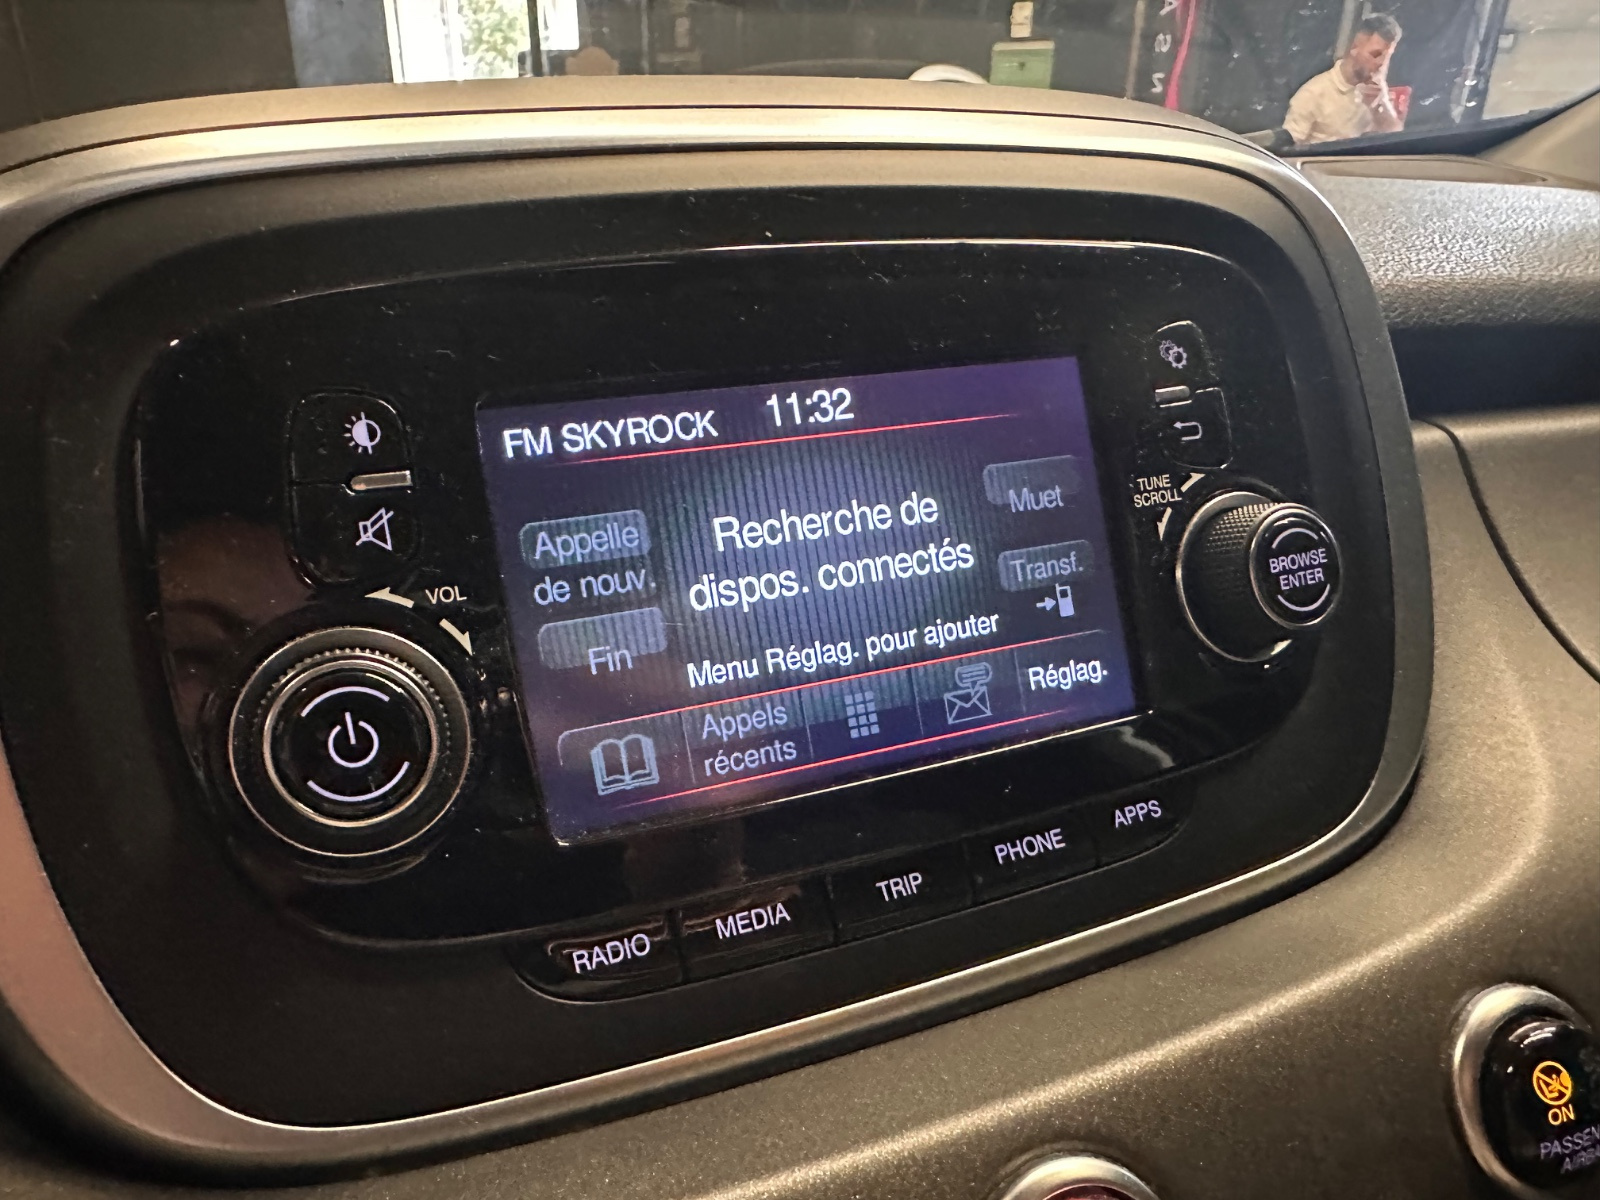 FM SKYROCK 11:32
Recherche de
dispos. connectés
Menu Réglag. pour ajouter
Appelle
de nouv.
Fin
Muet
Transf.
Appels
récents
Réglag.
VOL
TUNE
SCROLL
BROWSE
ENTER
RADIO
MEDIA
TRIP
PHONE
APPS
ON